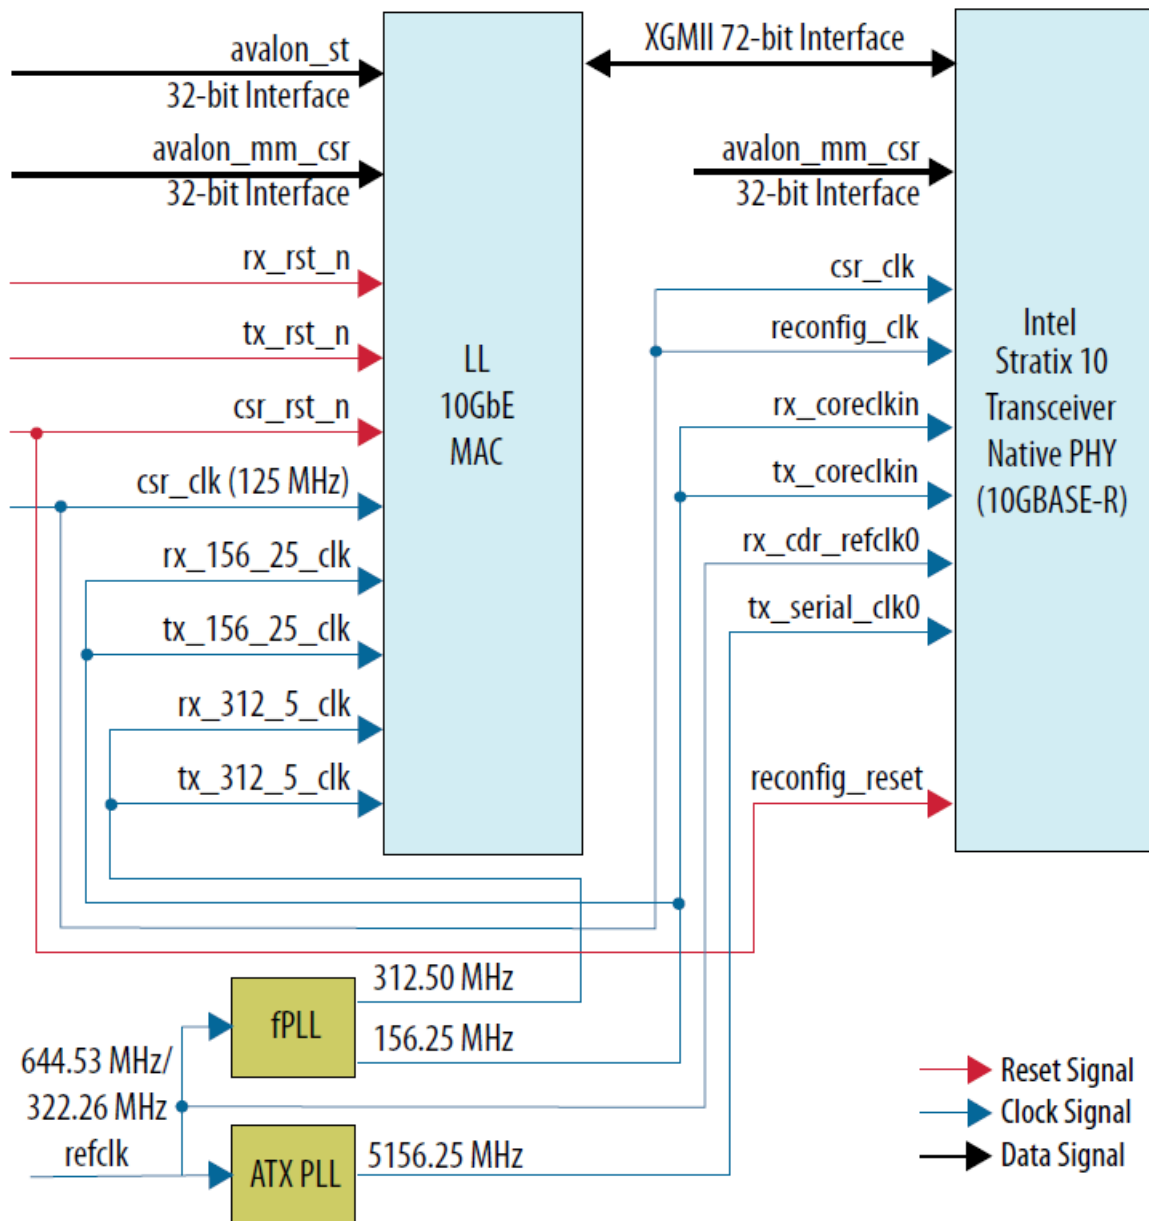 avalon_st
32-bit Interface
avalon_mm_csr
32-bit Interface
rx_rst_n
tx_rst_n
csr_rst_n
csr_clk (125 MHz)
rx_156_25_clk
tx_156_25_clk
rx_312_5_clk
tx_312_5_clk
LL
10GbE
MAC
XGMII 72-bit Interface
avalon_mm_csr
32-bit Interface
csr_clk
reconfig_clk
rx_coreclkin
tx_coreclkin
rx_cdr_refclk0
tx_serial_clk0
reconfig_reset
Intel
Stratix 10
Transceiver
Native PHY
(10GBASE-R)
fPLL
312.50 MHz
156.25 MHz
644.53 MHz/
322.26 MHz
refclk
ATX PLL
5156.25 MHz
Reset Signal
Clock Signal
Data Signal